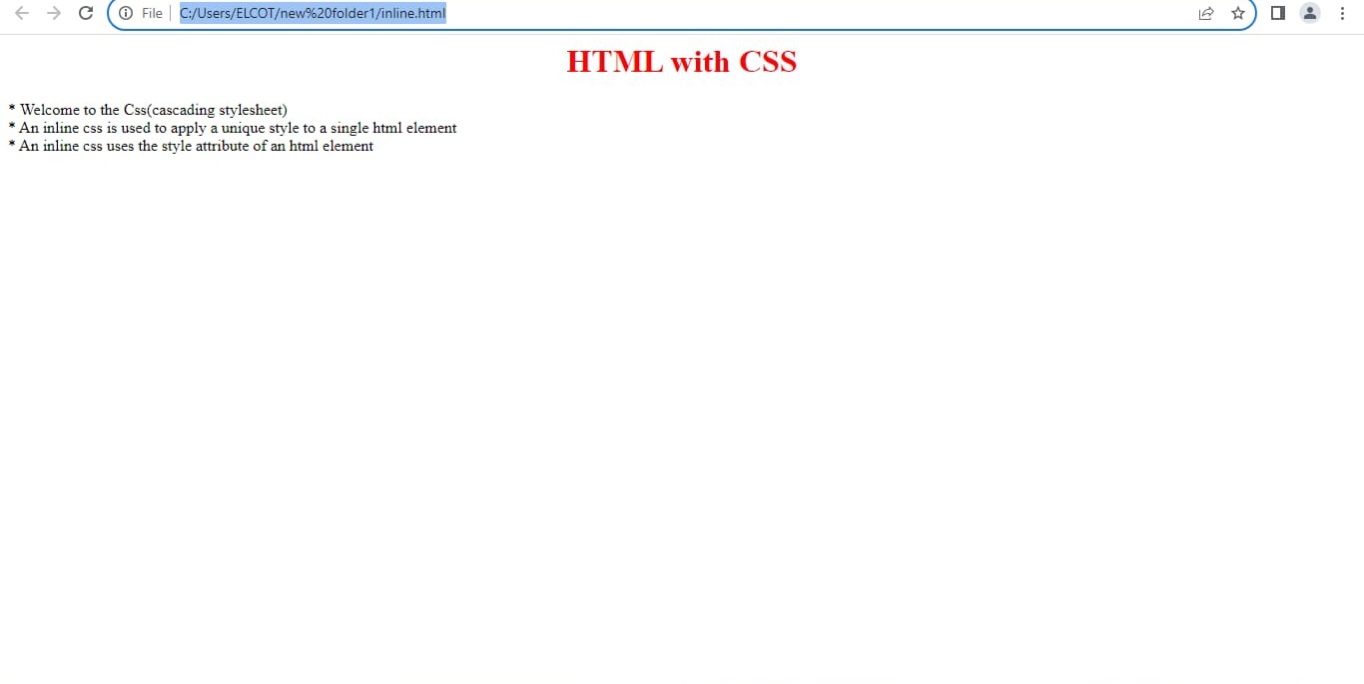 File
C:/Users/ELCOT/new%20folder1/inline.html
HTML with CSS
* Welcome to the Css(cascading stylesheet)
* An inline css is used to apply a unique style to a single html element
* An inline css uses the style attribute of an html element